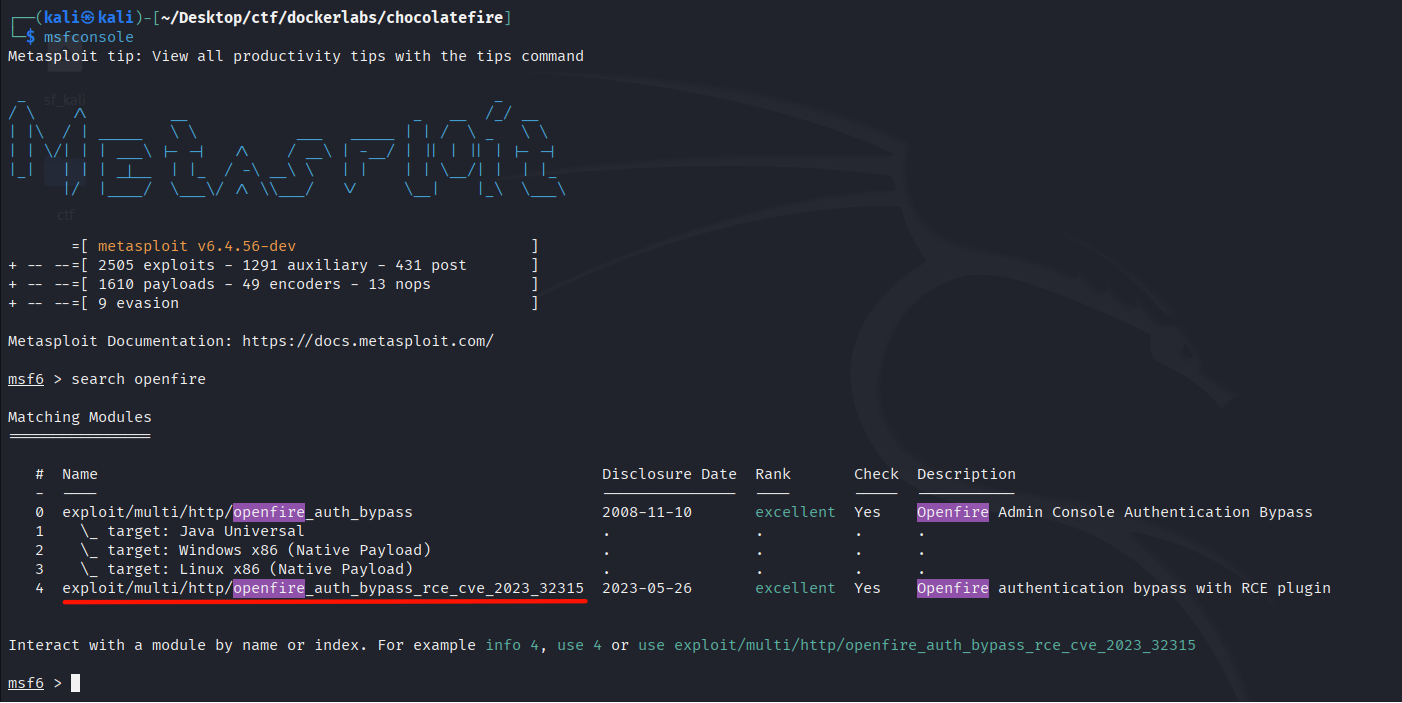 ┌──(kali㉿kali)-[~/Desktop/ctf/dockerlabs/chocolatefire]
└─$ msfconsole
Metasploit tip: View all productivity tips with the tips command
sf_kali
METASPLOIT
ctf
=[ metasploit v6.4.56-dev ]
+ -- --=[ 2505 exploits - 1291 auxiliary - 431 post ]
+ -- --=[ 1610 payloads - 49 encoders - 13 nops ]
+ -- --=[ 9 evasion ]
Metasploit Documentation: https://docs.metasploit.com/
msf6 > search openfire
Matching Modules
================
# Name Disclosure Date Rank Check Description
- ---- --------------- ---- ----- -----------
0 exploit/multi/http/openfire_auth_bypass 2008-11-10 excellent Yes Openfire Admin Console Authentication Bypass
1 \_ target: Java Universal . . . .
2 \_ target: Windows x86 (Native Payload) . . . .
3 \_ target: Linux x86 (Native Payload) . . . .
4 exploit/multi/http/openfire_auth_bypass_rce_cve_2023_32315 2023-05-26 excellent Yes Openfire authentication bypass with RCE plugin
Interact with a module by name or index. For example info 4, use 4 or use exploit/multi/http/openfire_auth_bypass_rce_cve_2023_32315
msf6 >